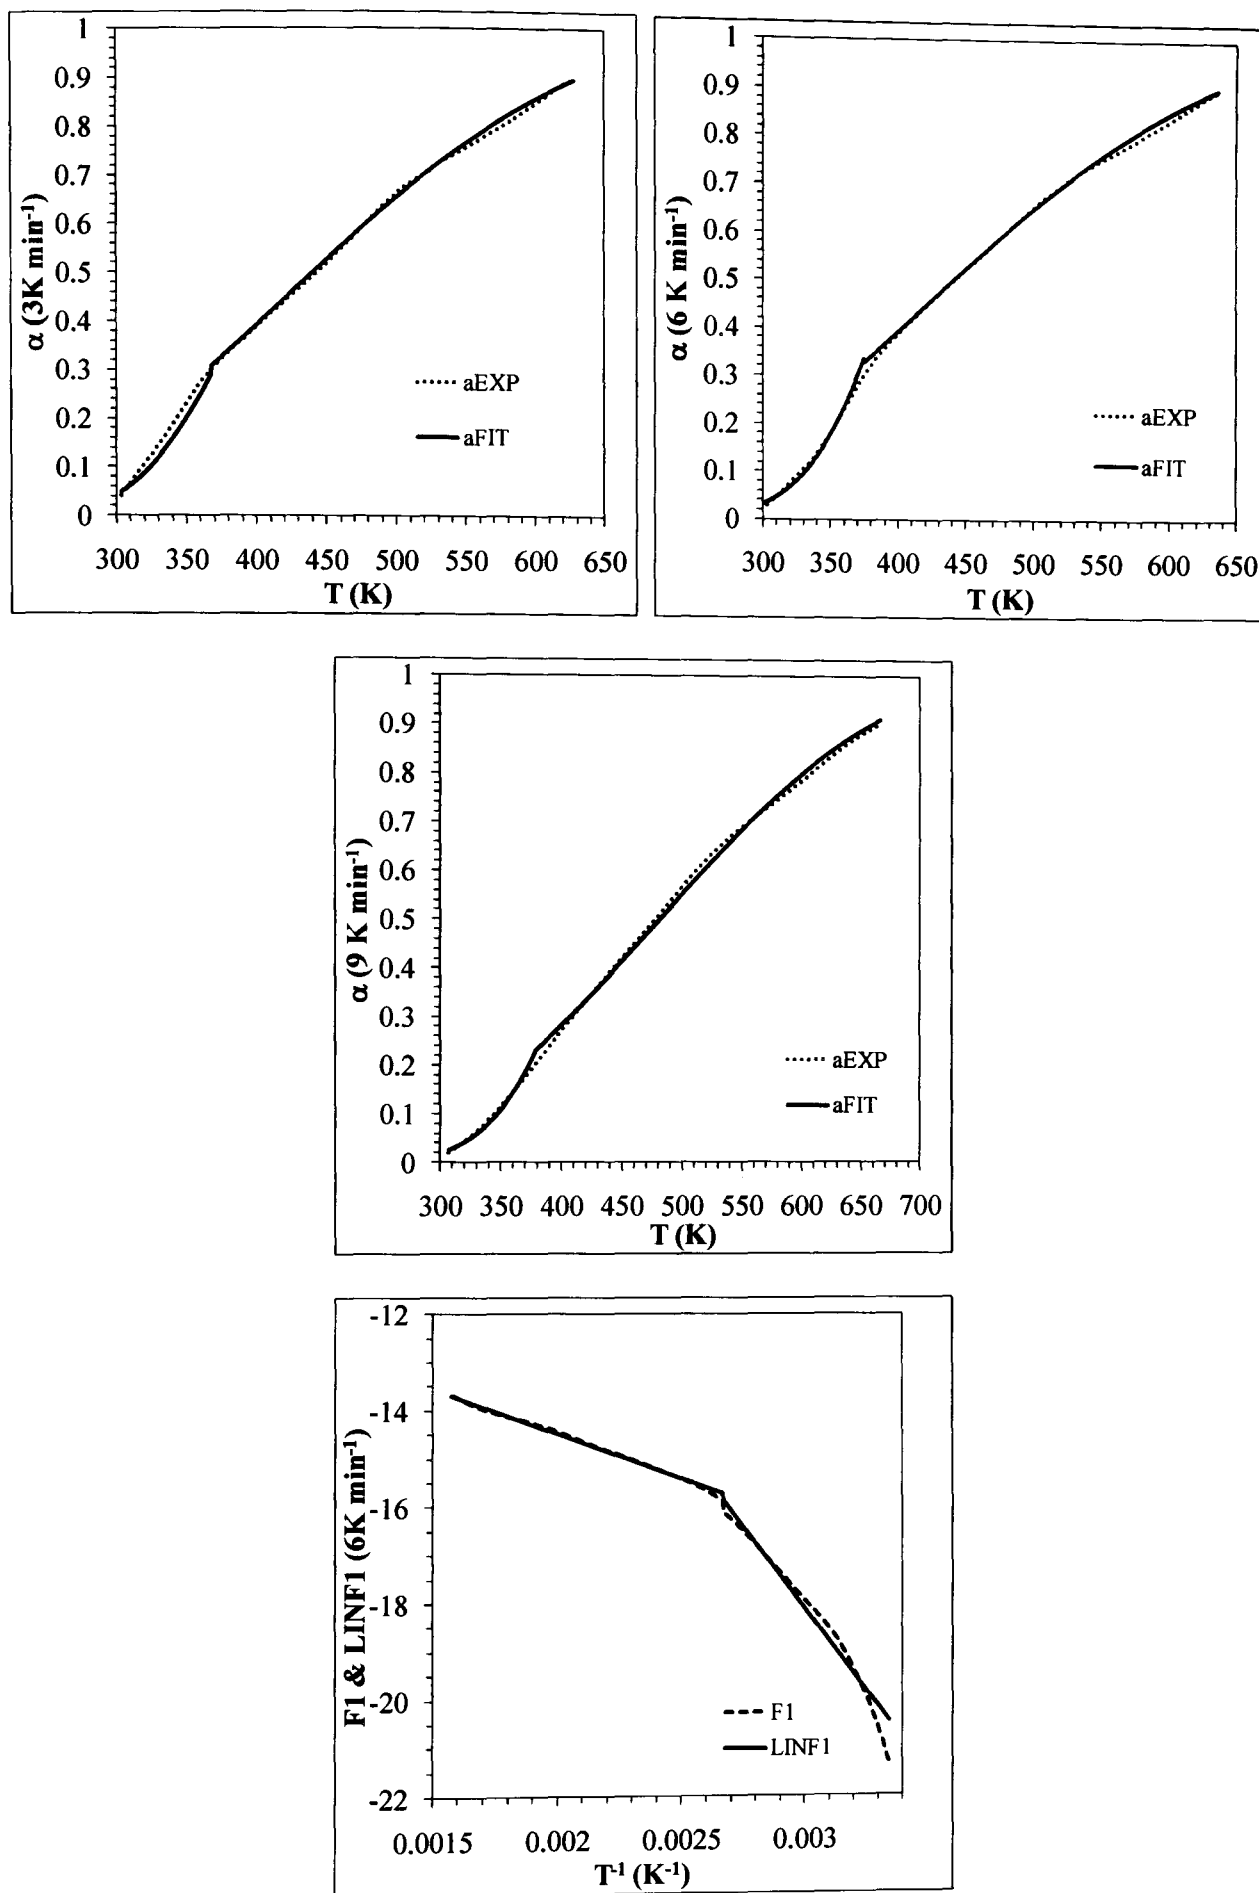 α (3K min-1)
1
0.9
0.8
0.7
0.6
0.5
0.4
0.3
0.2
0.1
0
aEXP
aFIT
300 350 400 450 500 550 600 650
T (K)
α (6 K min-1)
1
0.9
0.8
0.7
0.6
0.5
0.4
0.3
0.2
0.1
0
aEXP
aFIT
300 350 400 450 500 550 600 650
T (K)
α (9 K min-1)
1
0.9
0.8
0.7
0.6
0.5
0.4
0.3
0.2
0.1
0
aEXP
aFIT
300 350 400 450 500 550 600 650 700
T (K)
F1 & LINF1 (6K min-1)
-12
-14
-16
-18
-20
-22
F1
LINF1
0.0015 0.002 0.0025 0.003
T-1 (K-1)